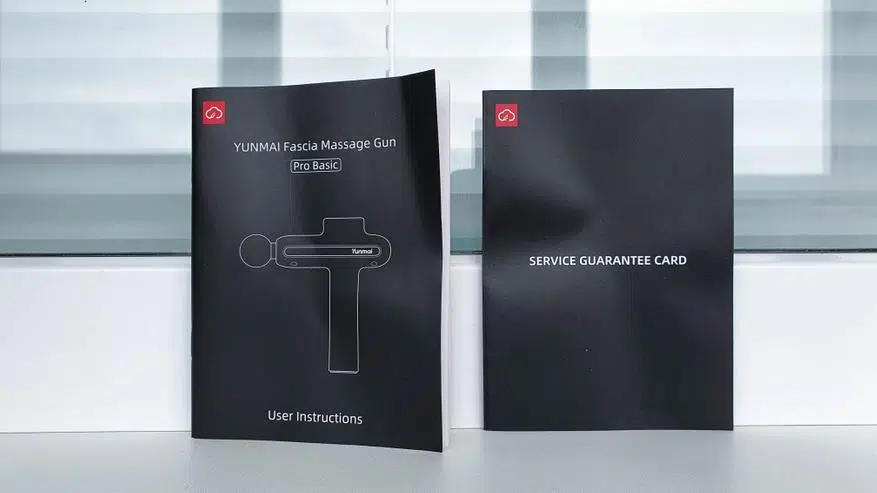 YUNMAI Fascia Massage Gun
Pro Basic
Yunmai
User Instructions
SERVICE GUARANTEE CARD